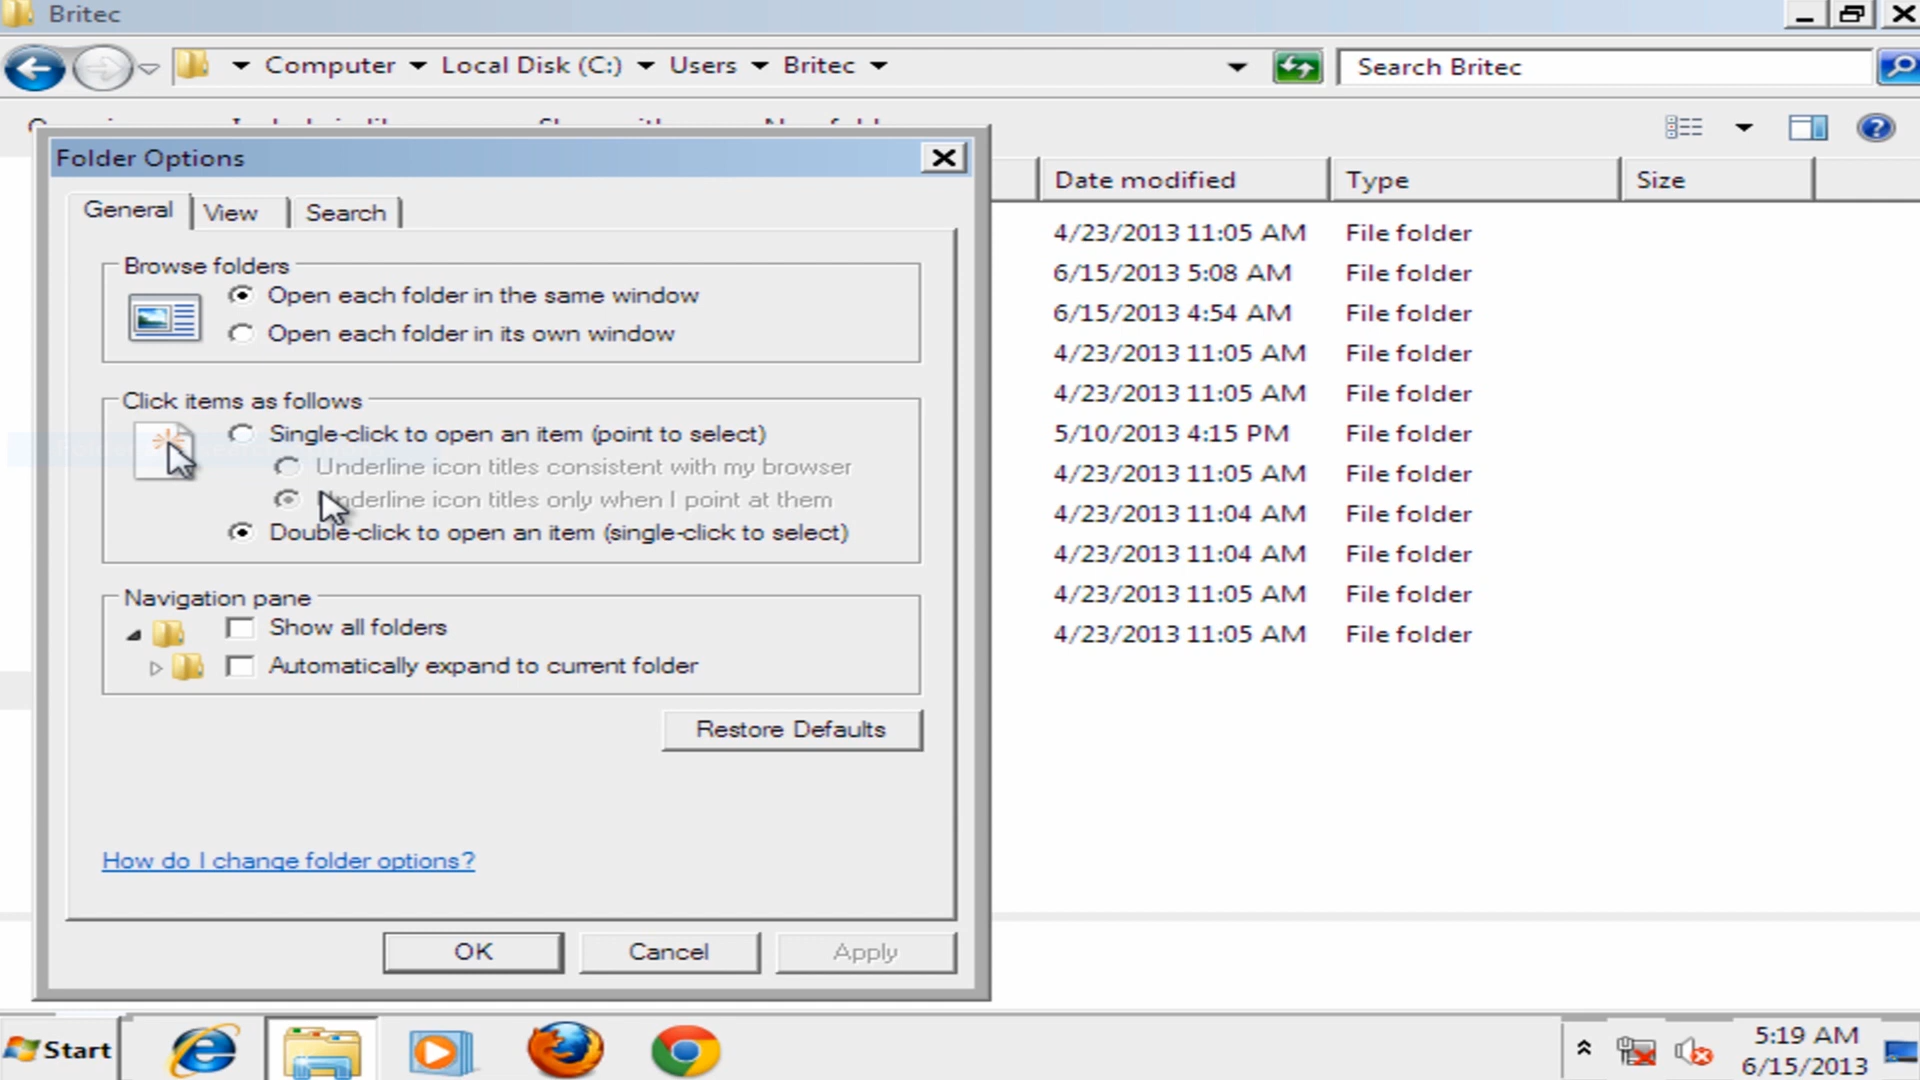 Britec
Computer Local Disk (C:) Users Britec
Search Britec
Folder Options
General View Search
Browse folders
Open each folder in the same window
Open each folder in its own window
Click items as follows
Single-click to open an item (point to select)
Underline icon titles consistent with my browser
Underline icon titles only when I point at them
Double-click to open an item (single-click to select)
Navigation pane
Show all folders
Automatically expand to current folder
Restore Defaults
How do I change folder options?
OK Cancel Apply
Date modified Type Size
4/23/2013 11:05 AM File folder
6/15/2013 5:08 AM File folder
6/15/2013 4:54 AM File folder
4/23/2013 11:05 AM File folder
4/23/2013 11:05 AM File folder
5/10/2013 4:15 PM File folder
4/23/2013 11:05 AM File folder
4/23/2013 11:04 AM File folder
4/23/2013 11:04 AM File folder
4/23/2013 11:05 AM File folder
4/23/2013 11:05 AM File folder
Start
5:19 AM
6/15/2013